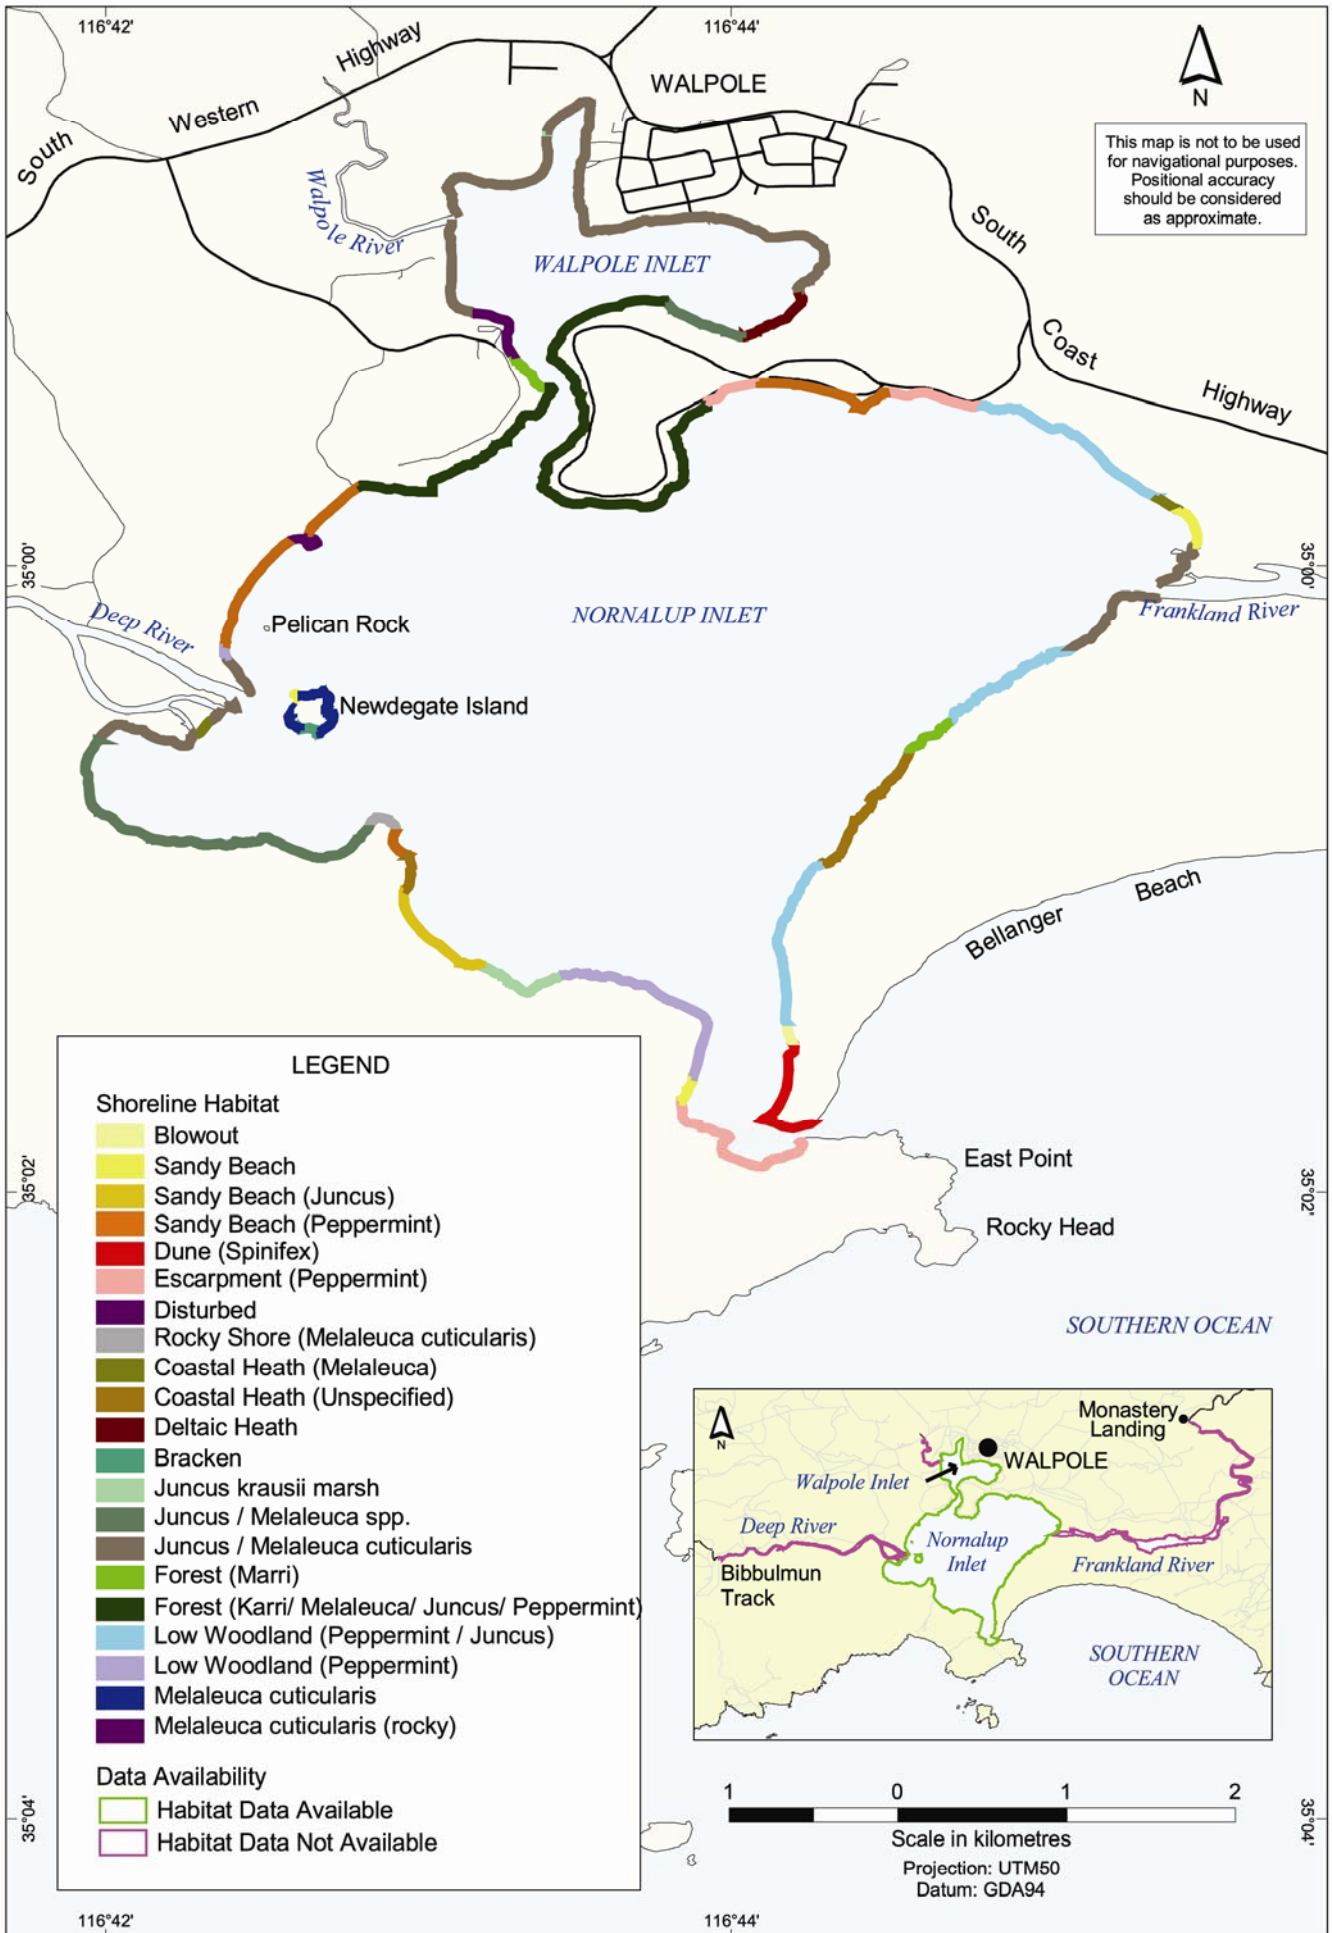 116°42'
116°44'
South
Western
Highway
WALPOLE
N
This map is not to be used
for navigational purposes.
Positional accuracy
should be considered
as approximate.
Walpole River
WALPOLE INLET
South
Coast
Highway
35°00'
35°00'
Deep River
Pelican Rock
NORNALUP INLET
Frankland River
Newdegate Island
Bellanger
Beach
East Point
Rocky Head
35°02'
35°02'
SOUTHERN OCEAN
LEGEND
Shoreline Habitat
Blowout
Sandy Beach
Sandy Beach (Juncus)
Sandy Beach (Peppermint)
Dune (Spinifex)
Escarpment (Peppermint)
Disturbed
Rocky Shore (Melaleuca cuticularis)
Coastal Heath (Melaleuca)
Coastal Heath (Unspecified)
Deltaic Heath
Bracken
Juncus krausii marsh
Juncus / Melaleuca spp.
Juncus / Melaleuca cuticularis
Forest (Marri)
Forest (Karri/ Melaleuca/ Juncus/ Peppermint)
Low Woodland (Peppermint / Juncus)
Low Woodland (Peppermint)
Melaleuca cuticularis
Melaleuca cuticularis (rocky)
Data Availability
Habitat Data Available
Habitat Data Not Available
N
Monastery
Landing
WALPOLE
Walpole Inlet
Deep River
Nornalup
Inlet
Frankland River
Bibbulmun
Track
SOUTHERN
OCEAN
1
0
1
2
Scale in kilometres
Projection: UTM50
Datum: GDA94
35°04'
35°04'
116°42'
116°44'